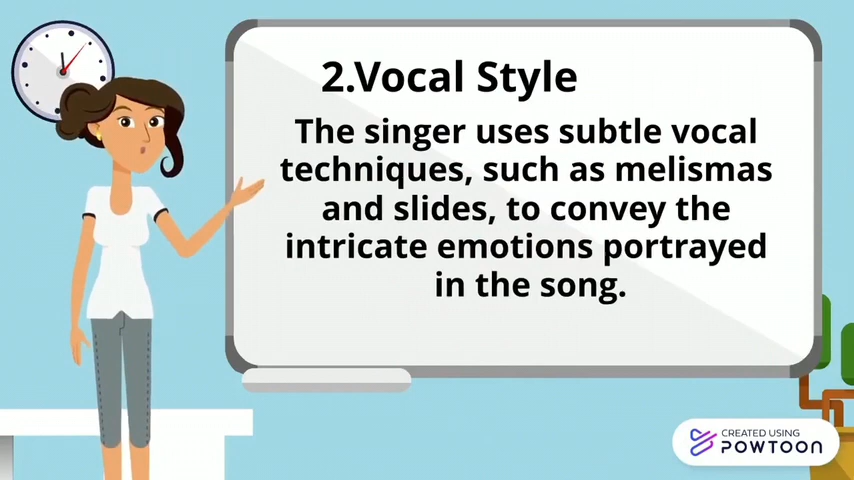 2.Vocal Style
The singer uses subtle vocal
techniques, such as melismas
and slides, to convey the
intricate emotions portrayed
in the song.
CREATED USING
POWTOON